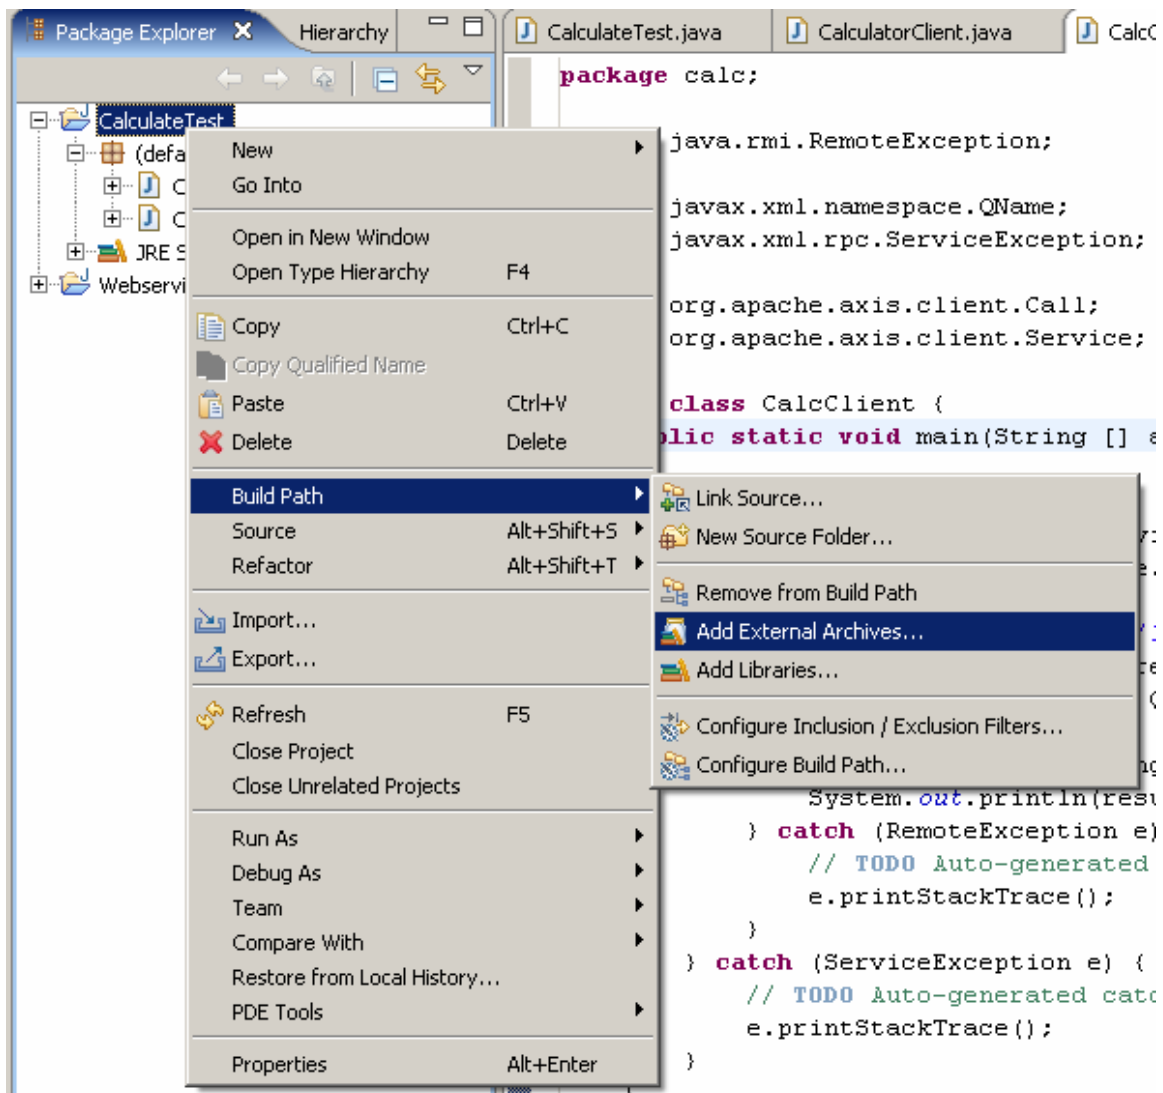 Package Explorer
Hierarchy
CalculateTest.java
CalculatorClient.java
CalcC
package calc;
CalculateTest
(defa
C
C
JRE S
Webservi
New
Go Into
Open in New Window
Open Type Hierarchy F4
Copy Ctrl+C
Copy Qualified Name
Paste Ctrl+V
Delete Delete
Build Path
Source Alt+Shift+S
Refactor Alt+Shift+T
Import...
Export...
Refresh F5
Close Project
Close Unrelated Projects
Run As
Debug As
Team
Compare With
Restore from Local History...
PDE Tools
Properties Alt+Enter
java.rmi.RemoteException;
javax.xml.namespace.QName;
javax.xml.rpc.ServiceException;
org.apache.axis.client.Call;
org.apache.axis.client.Service;
class CalcClient {
blic static void main(String [] a
Link Source...
New Source Folder...
Remove from Build Path
Add External Archives...
Add Libraries...
Configure Inclusion / Exclusion Filters...
Configure Build Path...
System.out.println(resu
} catch (RemoteException e)
// TODO Auto-generated
e.printStackTrace();
}
} catch (ServiceException e) {
// TODO Auto-generated catc
e.printStackTrace();
}